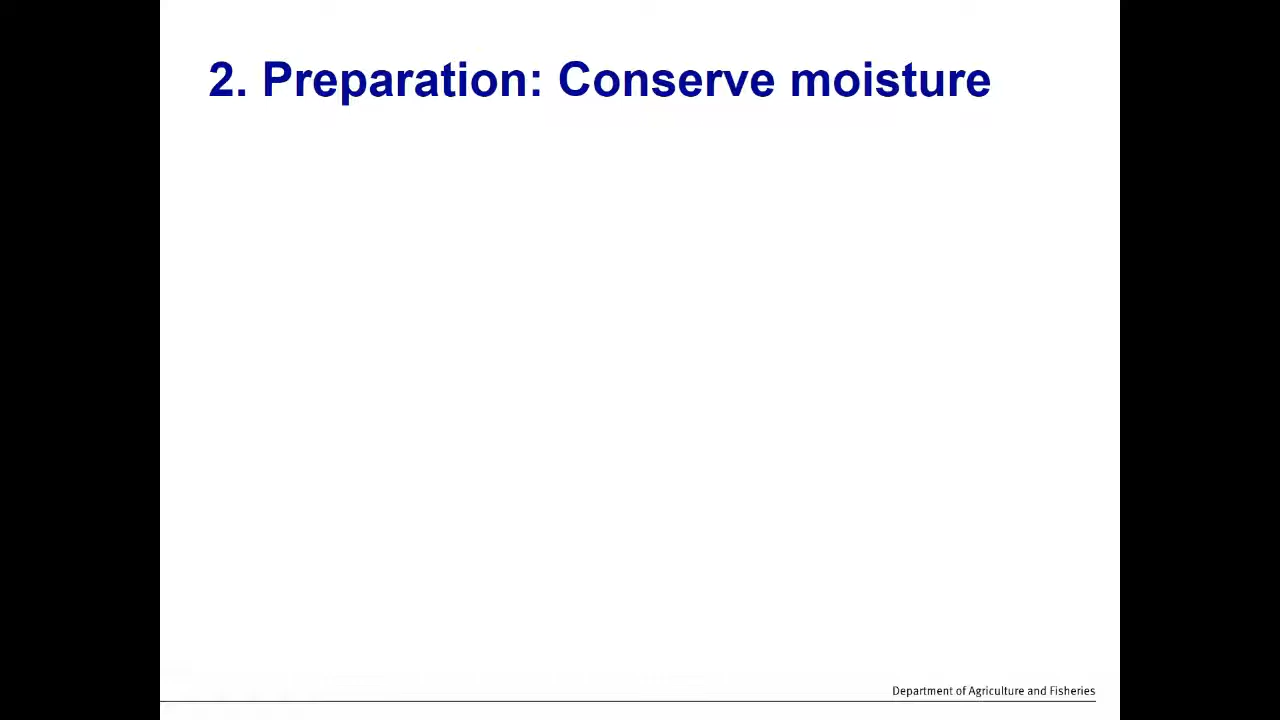 2. Preparation: Conserve moisture
Department of Agriculture and Fisheries